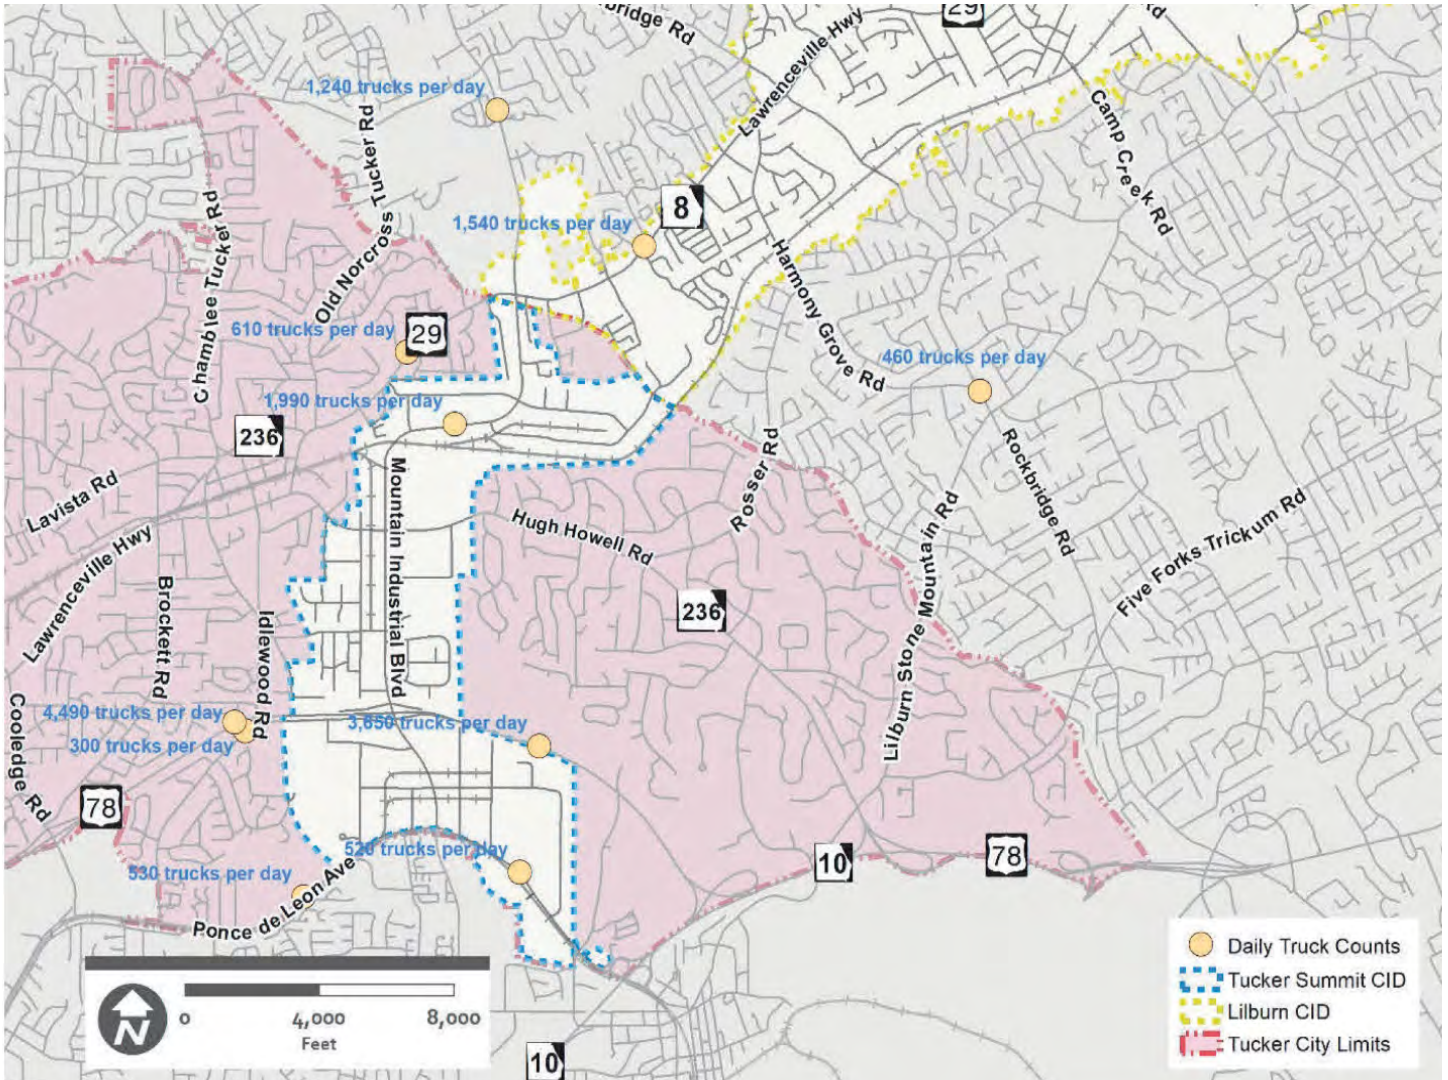 bridge Rd
29
Rd
Lawrenceville Hwy
1,240 trucks per day
Camp Creek Rd
Old Norcross Tucker Rd
Chamblee Tucker Rd
8
1,540 trucks per day
Harmony Grove Rd
610 trucks per day
29
460 trucks per day
1,990 trucks per day
236
Lavista Rd
Mountain Industrial Blvd
Rosser Rd
Rockbridge Rd
Hugh Howell Rd
Lawrenceville Hwy
Five Forks Trickum Rd
Brockett Rd
Idlewood Rd
236
Lilburn Stone Monutain Rd
Cooledge Rd
4,490 trucks per day
3,650 trucks per day
300 trucks per day
78
10
78
520 trucks per day
530 trucks per day
Ponce de Leon Ave
N
0 4,000 8,000
Feet
10
Daily Truck Counts
Tucker Summit CID
Lilburn CID
Tucker City Limits